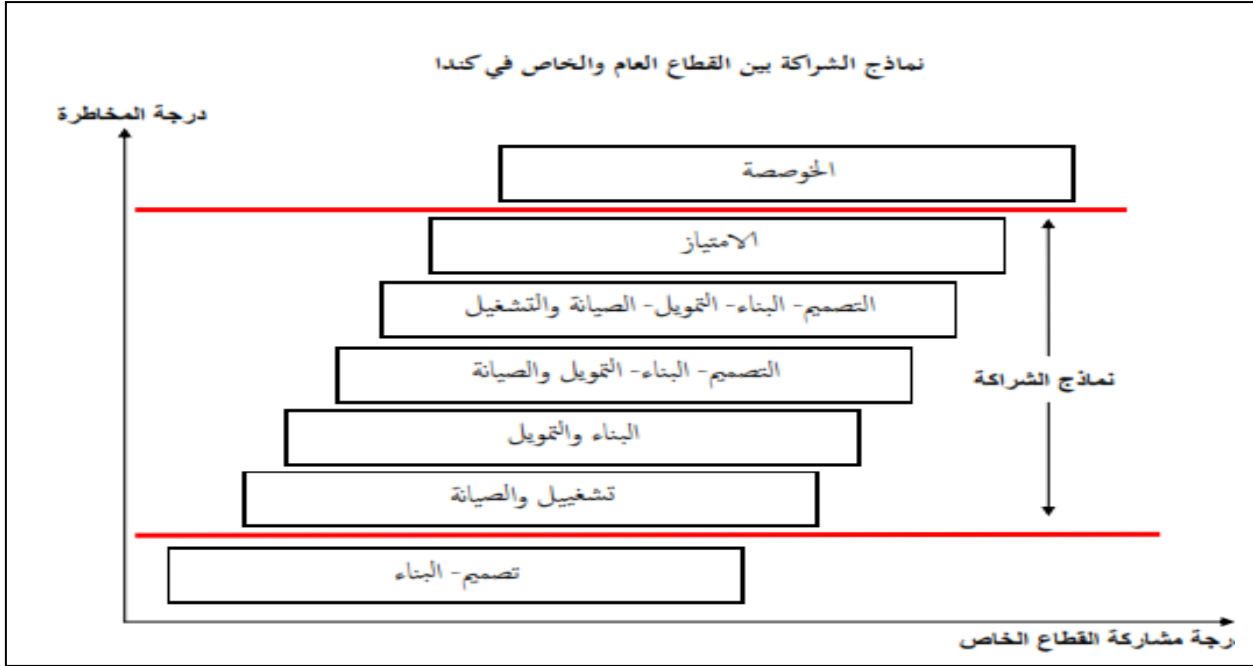 نماذج الشراكة بين القطاع العام والخاص في كندا
درجة المخاطرة
الخوصصة
الامتياز
التصميم- البناء- التمويل- الصيانة والتشغيل
التصميم- البناء- التمويل والصيانة
نماذج الشراكة
البناء والتمويل
تشغييل والصيانة
تصميم- البناء
رجة مشاركة القطاع الخاص